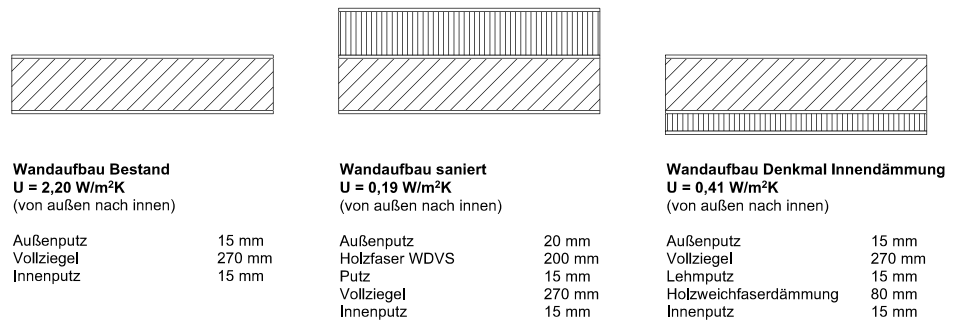 Wandaufbau Bestand
U = 2,20 W/m²K
(von außen nach innen)
Außenputz 15 mm
Vollziegel 270 mm
Innenputz 15 mm
Wandaufbau saniert
U = 0,19 W/m²K
(von außen nach innen)
Außenputz 20 mm
Holzfaser WDVS 200 mm
Putz 15 mm
Vollziegel 270 mm
Innenputz 15 mm
Wandaufbau Denkmal Innendämmung
U = 0,41 W/m²K
(von außen nach innen)
Außenputz 15 mm
Vollziegel 270 mm
Lehmputz 15 mm
Holzweichfaserdämmung 80 mm
Innenputz 15 mm